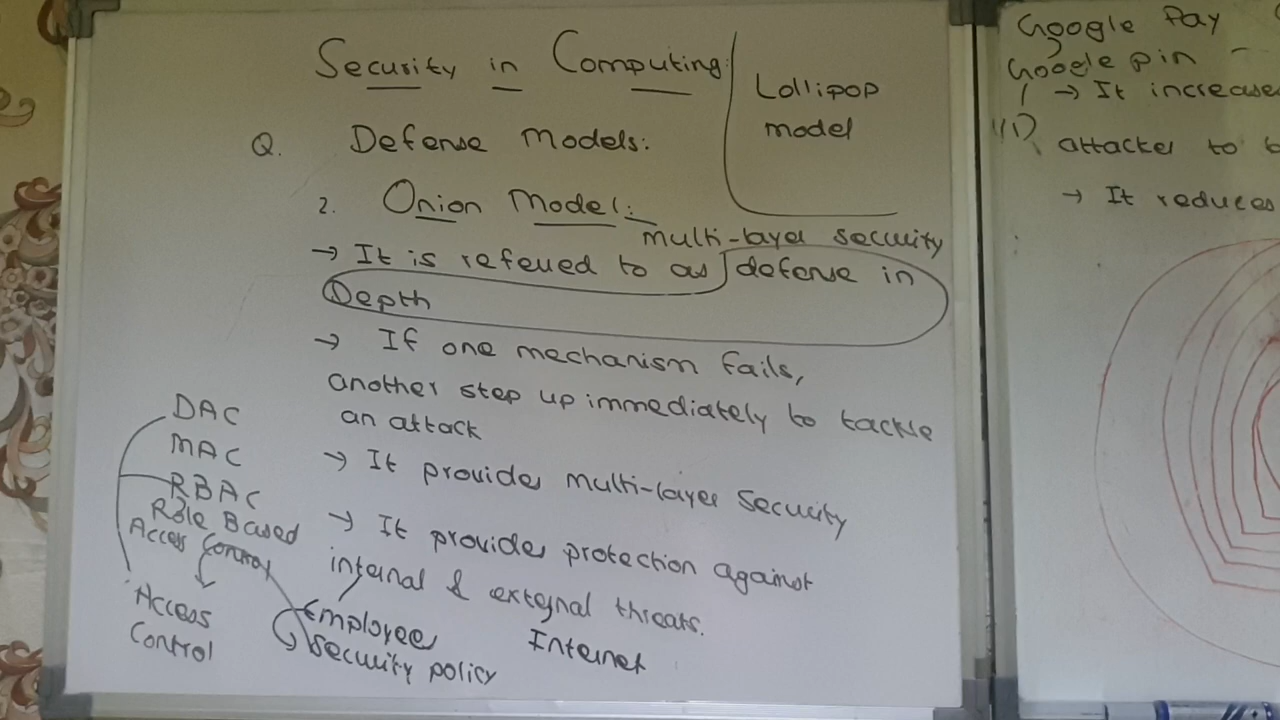 Security in Computing:
Lollipop
model
Q. Defense Models:
2. Onion Model:
multi-layer security
→ It is referred to as defense in
Depth
→ If one mechanism fails,
another step up immediately to tackle
an attack
→ It provides multi-layer Security
→ It provides protection against
internal & external threats.
Employee Internet
Security policy
DAC
MAC
RBAC
Role Based
Access Control
Access
Control
Google Pay
Google pin
→ It increase
attacker to
→ It reduces